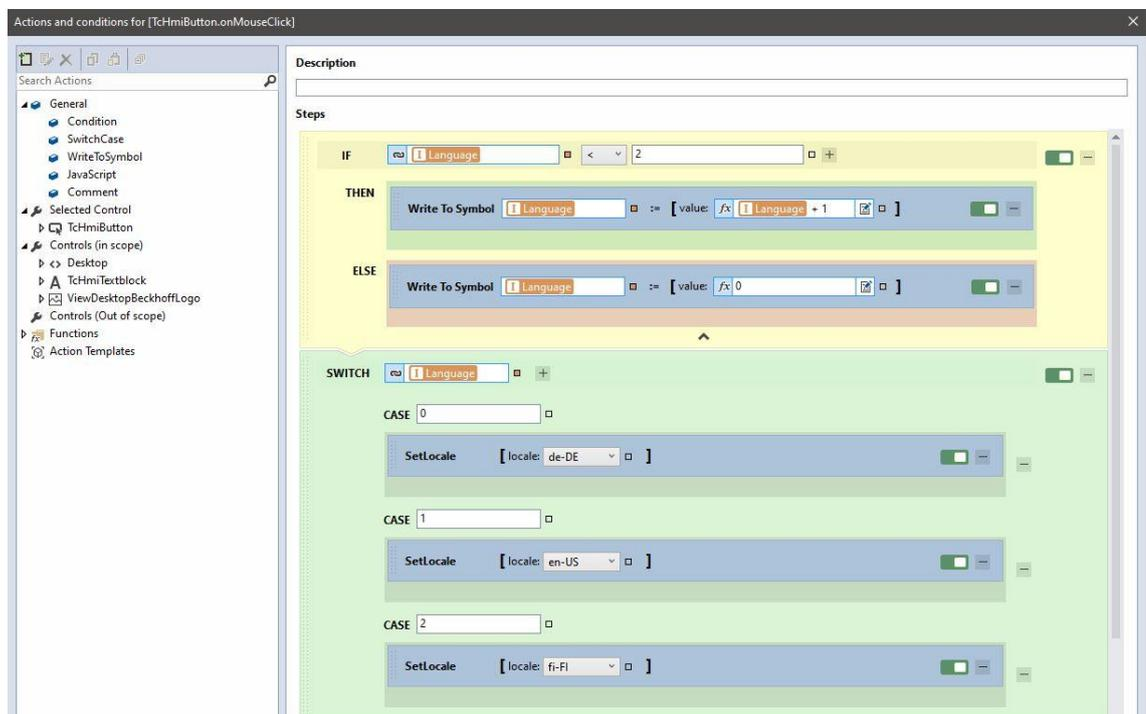 Actions and conditions for [TcHmiButton.onMouseClick]
Search Actions
General
Condition
SwitchCase
WriteToSymbol
JavaScript
Comment
Selected Control
TcHmiButton
Controls (in scope)
Desktop
TcHmiTextblock
ViewDesktopBeckhoffLogo
Controls (Out of scope)
Functions
Action Templates
Description
Steps
IF I Language < 2
THEN
Write To Symbol I Language := [ value: fx I Language + 1 ]
ELSE
Write To Symbol I Language := [ value: fx 0 ]
SWITCH I Language
CASE 0
SetLocale [ locale: de-DE ]
CASE 1
SetLocale [ locale: en-US ]
CASE 2
SetLocale [ locale: fi-FI ]